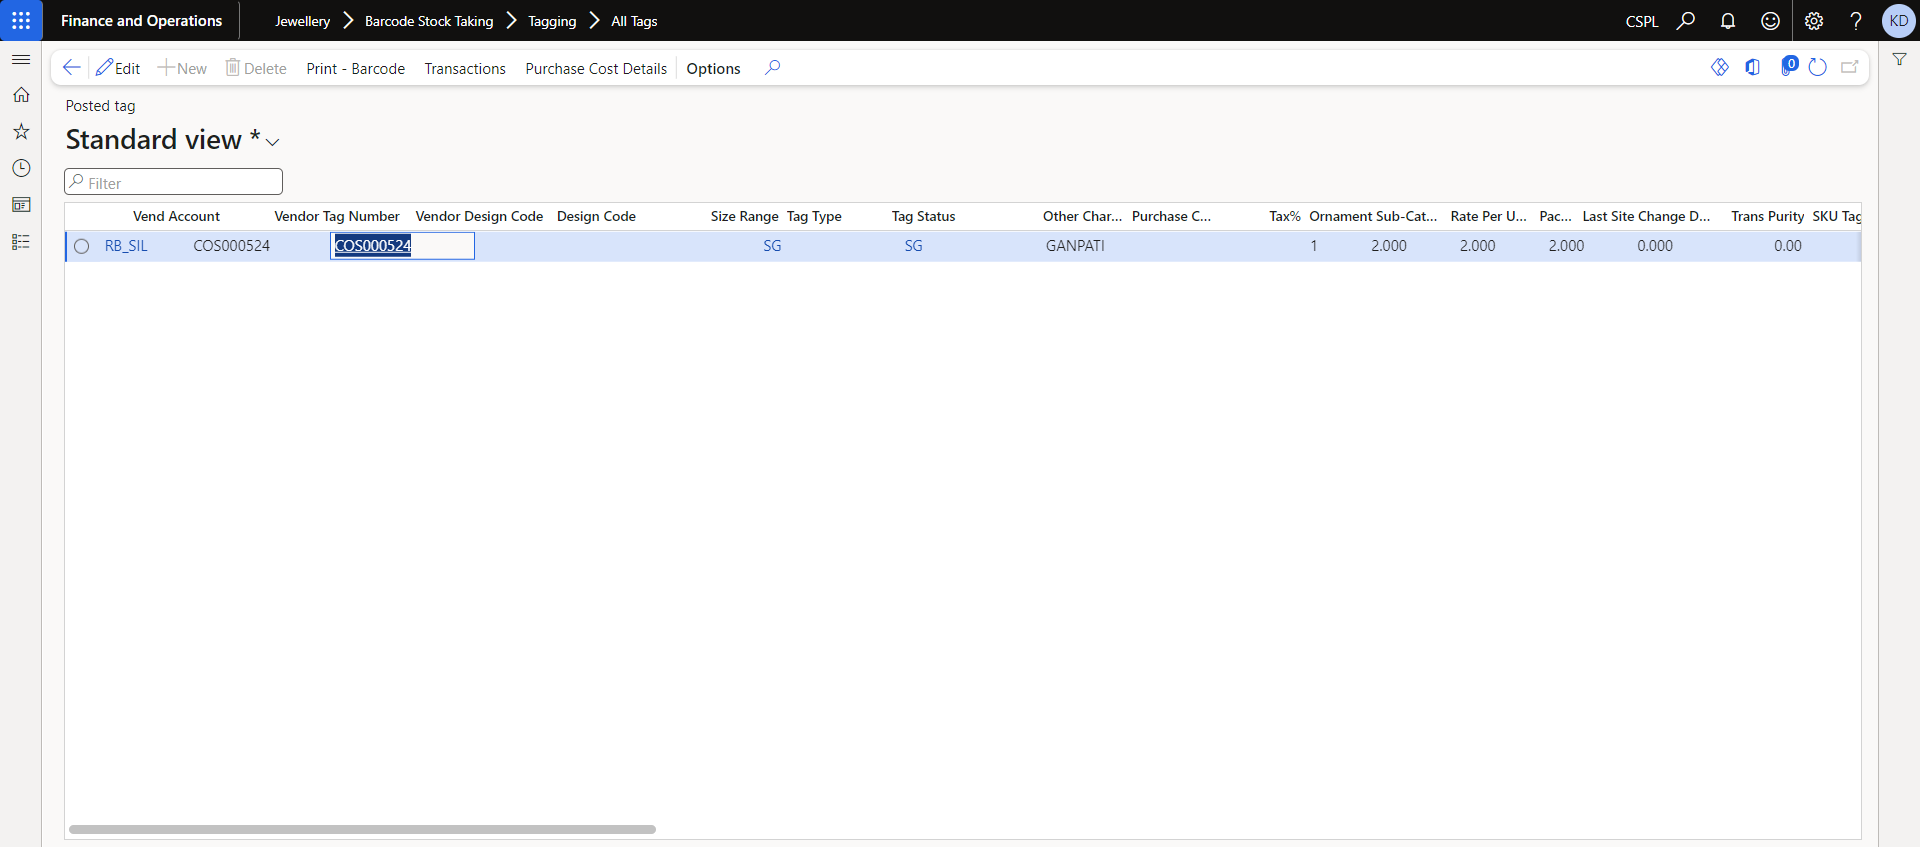 Finance and Operations Jewellery Barcode Stock Taking Tagging All Tags CSPL KD
Edit New Delete Print - Barcode Transactions Purchase Cost Details Options 0
Posted tag
Standard view *
Filter
Vend Account Vendor Tag Number Vendor Design Code Design Code Size Range Tag Type Tag Status Other Char... Purchase C... Tax% Ornament Sub-Cat... Rate Per U... Pac... Last Site Change D... Trans Purity SKU Tag
RB_SIL COS000524 COS000524 SG SG GANPATI 1 2.000 2.000 2.000 0.000 0.00